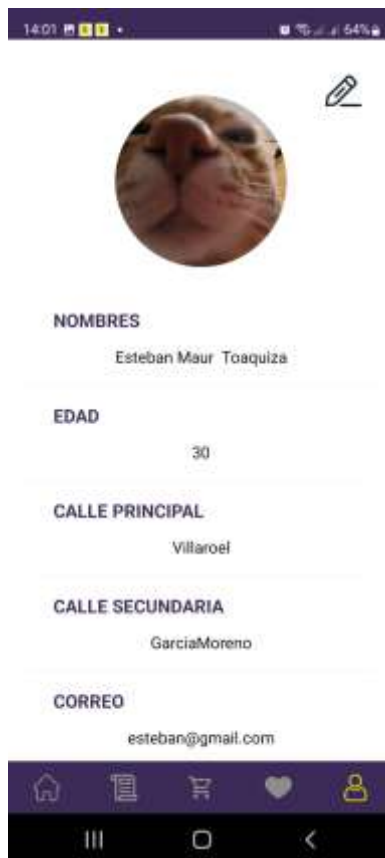 14:01
64%
NOMBRES
Esteban Maur Toaquiza
EDAD
30
CALLE PRINCIPAL
Villaroel
CALLE SECUNDARIA
GarciaMoreno
CORREO
esteban@gmail.com